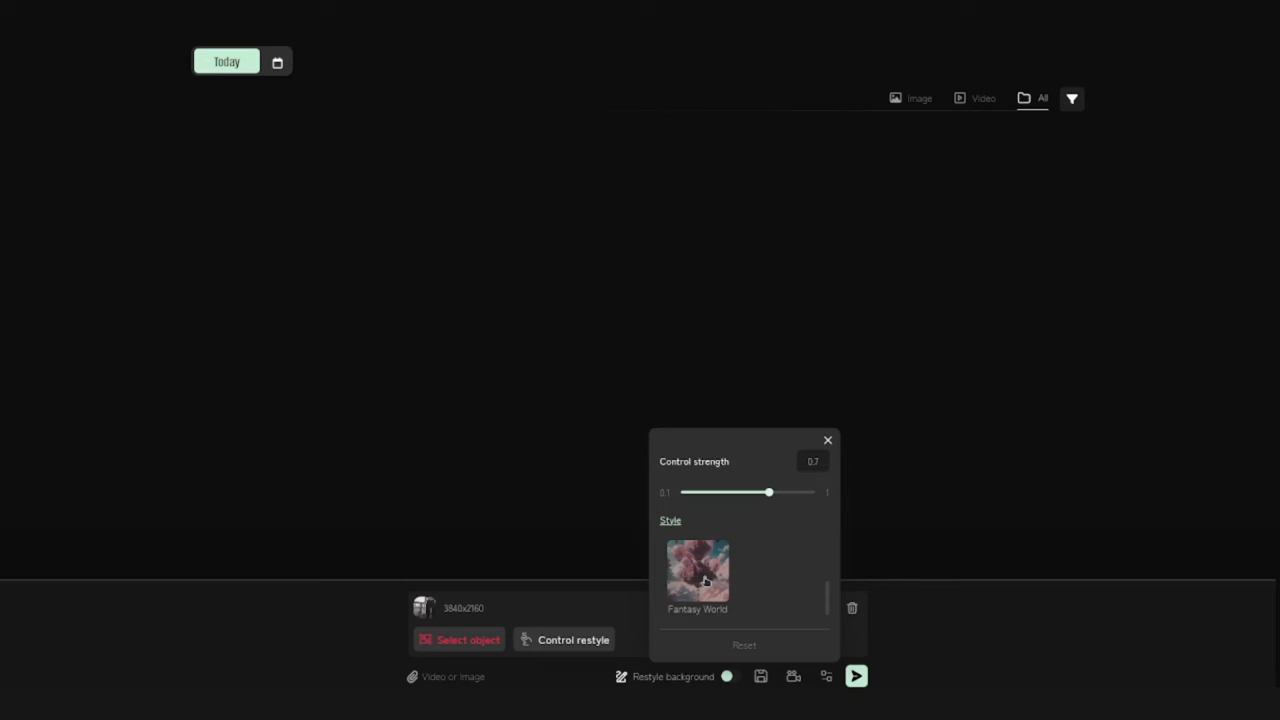 Today
Image Video All
Control strength 0.7
0.1 1
Style
Fantasy World
3840x2160
Select object Control restyle
Reset
Video or Image Restyle background